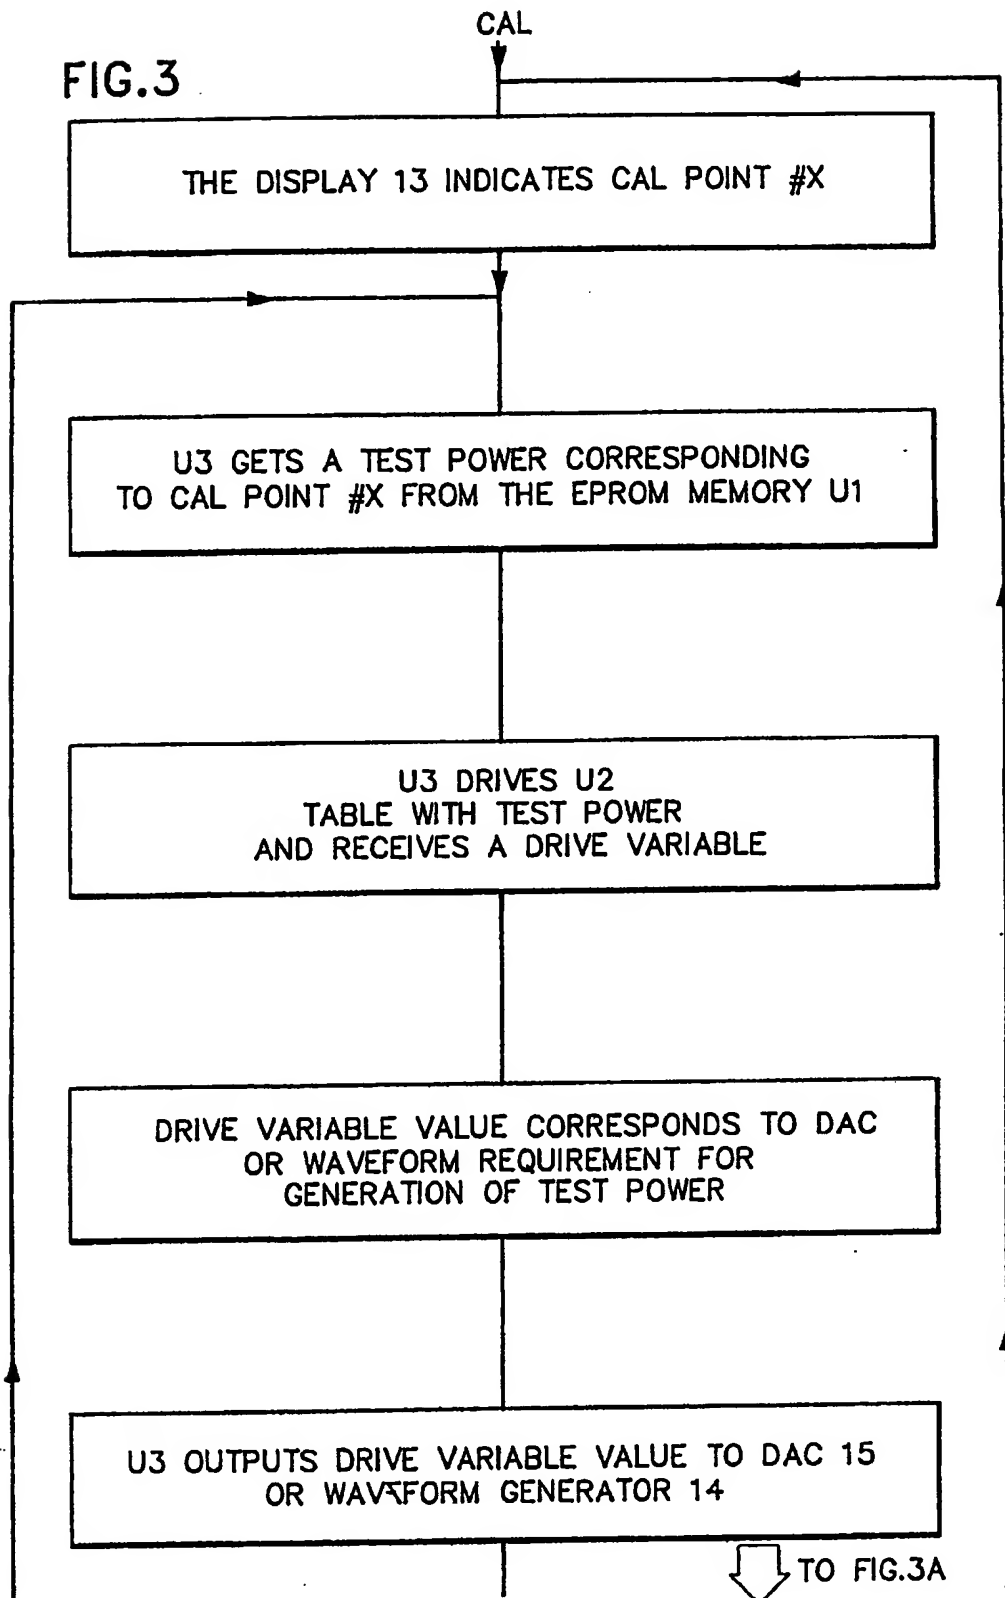 CAL
FIG.3
THE DISPLAY 13 INDICATES CAL POINT #X
U3 GETS A TEST POWER CORRESPONDING
TO CAL POINT #X FROM THE EPROM MEMORY U1
U3 DRIVES U2
TABLE WITH TEST POWER
AND RECEIVES A DRIVE VARIABLE
DRIVE VARIABLE VALUE CORRESPONDS TO DAC
OR WAVEFORM REQUIREMENT FOR
GENERATION OF TEST POWER
U3 OUTPUTS DRIVE VARIABLE VALUE TO DAC 15
OR WAVEFORM GENERATOR 14
TO FIG.3A